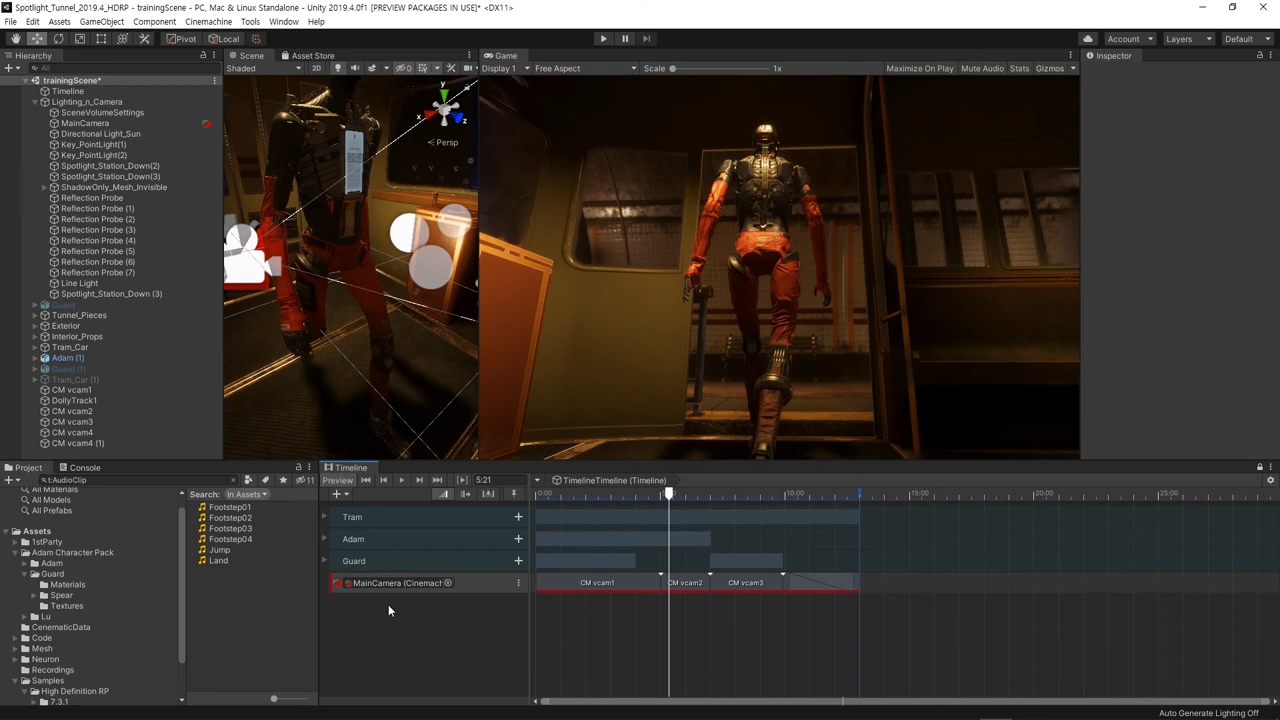 Spotlight_Tunnel_2019.4_HDRP - trainingScene - PC, Mac & Linux Standalone - Unity 2019.4.0f1 [PREVIEW PACKAGES IN USE]* <DX11>
File Edit Assets GameObject Component Cinemachine Tools Window Help
Pivot Local Account Layers Default
Hierarchy
All
trainingScene*
Timeline
Lighting_n_Camera
SceneVolumeSettings
MainCamera
Directional Light_Sun
Key_PointLight(1)
Key_PointLight(2)
Spotlight_Station_Down(2)
Spotlight_Station_Down(3)
ShadowOnly_Mesh_Invisible
Reflection Probe
Reflection Probe (1)
Reflection Probe (2)
Reflection Probe (3)
Reflection Probe (4)
Reflection Probe (5)
Reflection Probe (6)
Reflection Probe (7)
Line Light
Spotlight_Station_Down (3)
Guard
Tunnel_Pieces
Exterior
Interior_Props
Tram_Car
Adam (1)
Guard (1)
Tram_Car (1)
CM vcam1
DollyTrack1
CM vcam2
CM vcam3
CM vcam4
CM vcam4 (1)
Scene Asset Store
Shaded 2D 0
y
x z
Persp
Game
Display 1 Free Aspect Scale 1x Maximize On Play Mute Audio Stats Gizmos
Inspector
Project Console
t:AudioClip 11
All Materials
All Models
All Prefabs
Assets
1stParty
Adam Character Pack
Adam
Guard
Materials
Spear
Textures
Lu
CenematicData
Code
Mesh
Neuron
Recordings
Samples
High Definition RP
7.3.1
Search: In Assets
Footstep01
Footstep02
Footstep03
Footstep04
Jump
Land
Timeline
Preview 5:21 TimelineTimeline (Timeline)
0:00 10:00 15:00 20:00 25:00
Tram
Adam
Guard
MainCamera (Cinemach CM vcam1 CM vcam2 CM vcam3
Auto Generate Lighting Off